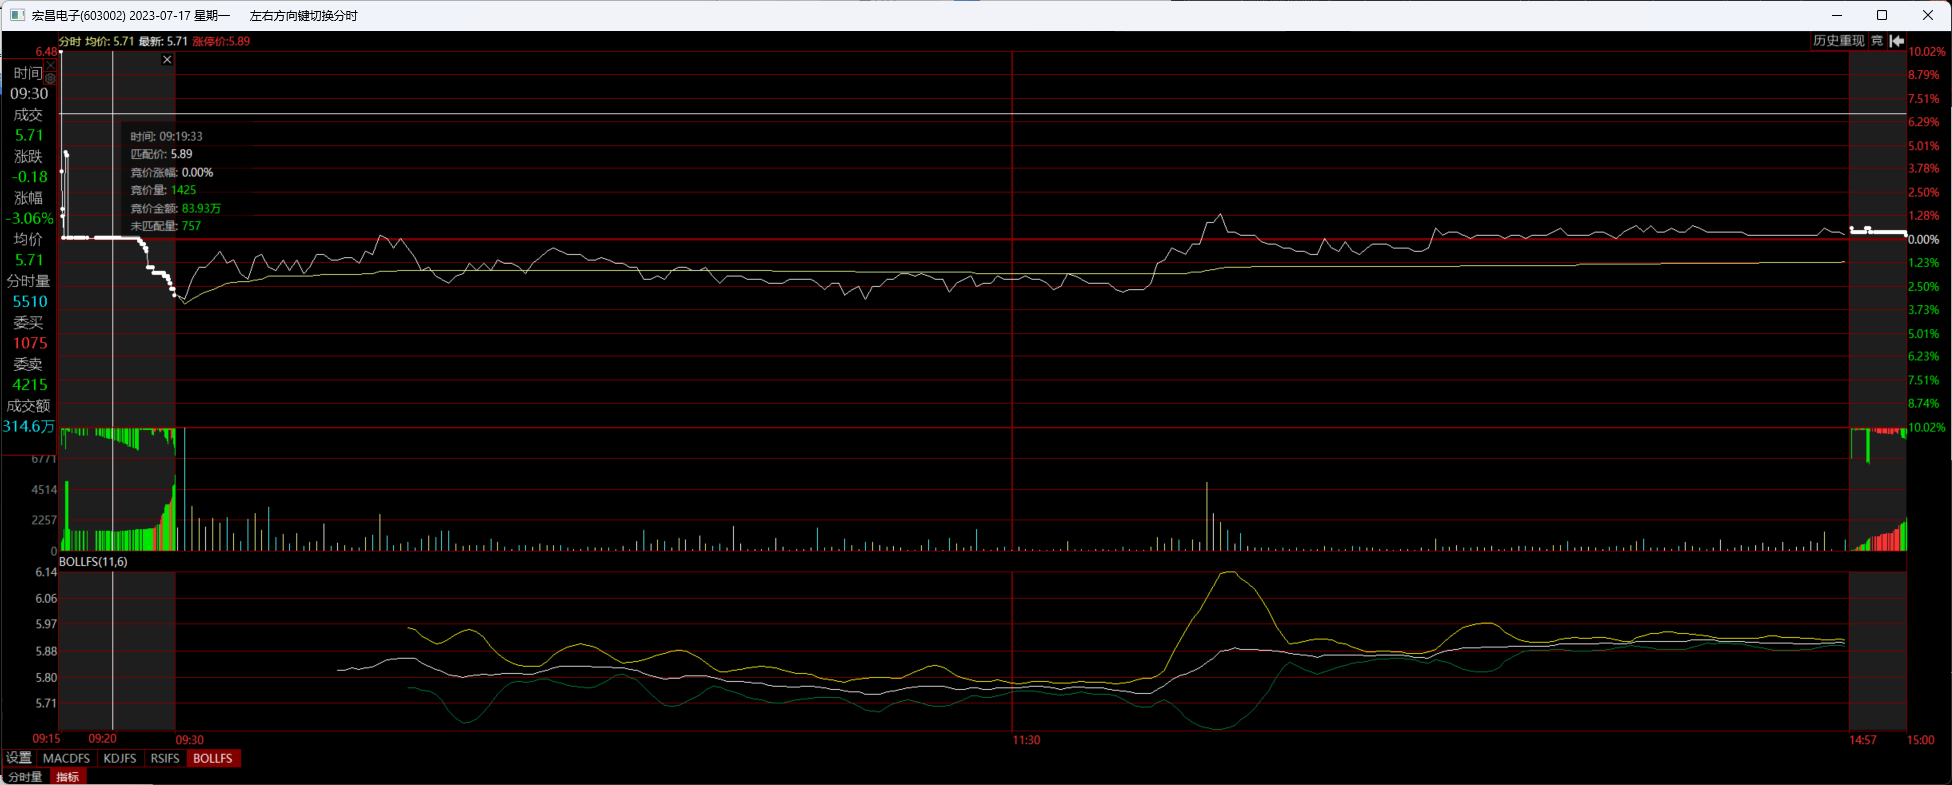 宏昌电子(603002) 2023-07-17 星期一 左右方向键切换分时
分时 均价: 5.71 最新: 5.71 涨停价:5.89
历史重现 竞
6.48
10.02%
8.79%
7.51%
6.29%
5.01%
3.78%
2.50%
1.28%
0.00%
1.23%
2.50%
3.73%
5.01%
6.23%
7.51%
8.74%
10.02%
时间
09:30
成交
5.71
涨跌
-0.18
涨幅
-3.06%
均价
5.71
分时量
5510
委买
1075
委卖
4215
成交额
314.6万
时间: 09:19:33
匹配价: 5.89
竞价涨幅: 0.00%
竞价量: 1425
竞价金额: 83.93万
未匹配量: 757
6771
4514
2257
0
BOLLFS(11,6)
6.14
6.06
5.97
5.88
5.80
5.71
09:15 09:20 09:30 11:30 14:57 15:00
设置 MACDFS KDJFS RSIFS BOLLFS
分时量 指标